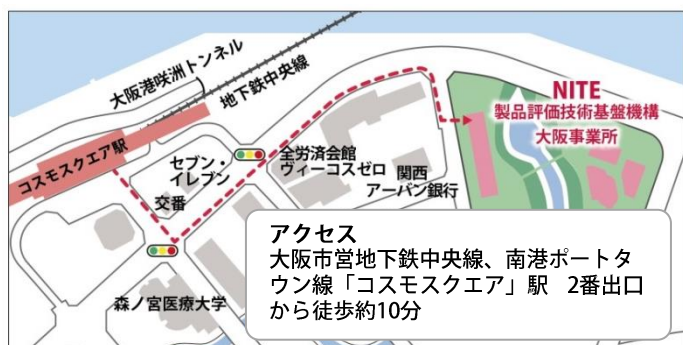 大阪港咲洲トンネル
地下鉄中央線
NITE
製品評価技術基盤機構
大阪事業所
コスモスクエア駅
セブン・
イレブン
交番
全労済会館
ヴィーコスゼロ
関西
アーバン銀行
森ノ宮医療大学
アクセス
大阪市営地下鉄中央線、南港ポートタ
ウン線「コスモスクエア」駅　2番出口
から徒歩約10分